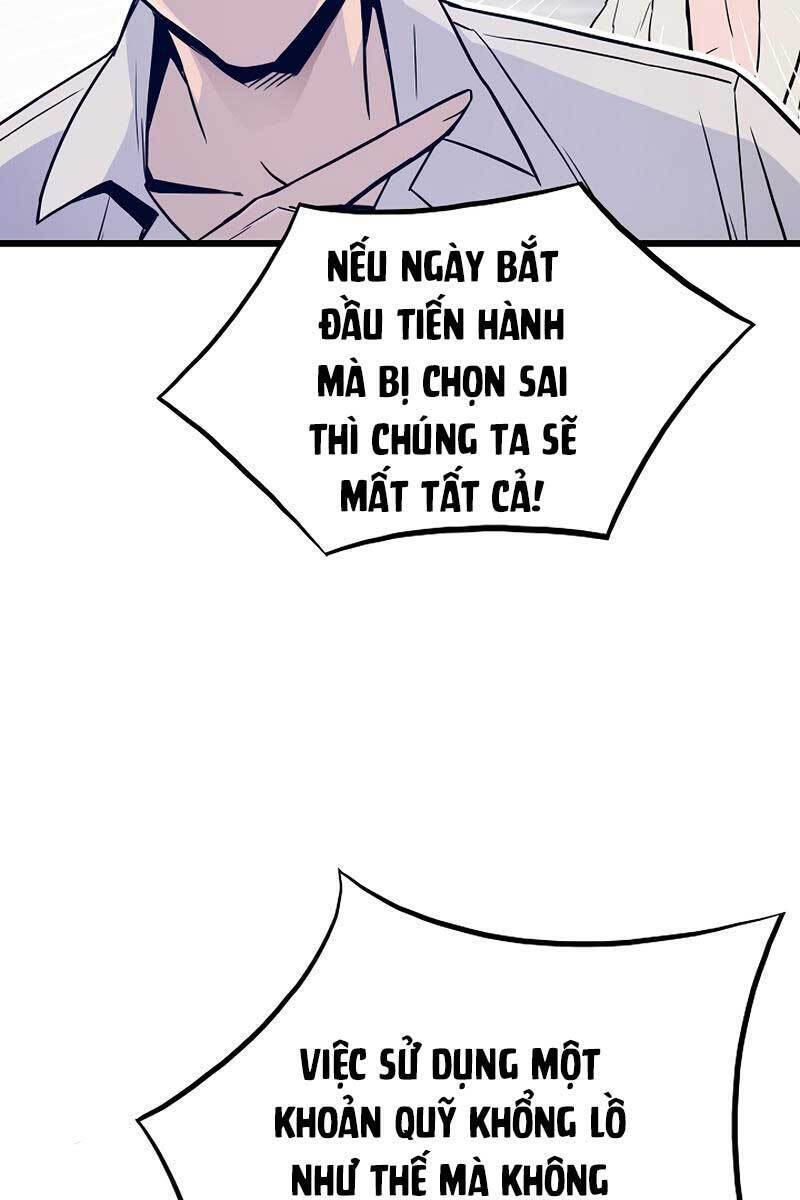 NẾU NGÀY BẮT
ĐẦU TIẾN HÀNH
MÀ BỊ CHỌN SAI
THÌ CHÚNG TA SẼ
MẤT TẤT CẢ!
VIỆC SỬ DỤNG MỘT
KHOẢN QUỸ KHỔNG LỒ
NHƯ THẾ MÀ KHÔNG